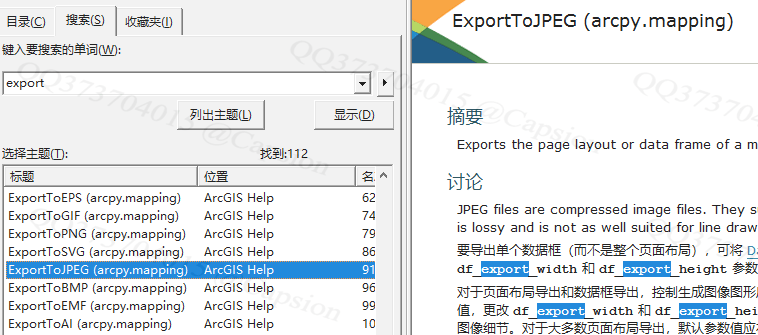 目录(C) 搜索(S) 收藏夹(I)
键入要搜索的单词(W):
export
列出主题(L) 显示(D)
选择主题(T): 找到:112
标题 位置 名
ExportToEPS (arcpy.mapping) ArcGIS Help 62
ExportToGIF (arcpy.mapping) ArcGIS Help 74
ExportToPNG (arcpy.mapping) ArcGIS Help 79
ExportToSVG (arcpy.mapping) ArcGIS Help 86
ExportToJPEG (arcpy.mapping) ArcGIS Help 91
ExportToBMP (arcpy.mapping) ArcGIS Help 96
ExportToEMF (arcpy.mapping) ArcGIS Help 99
ExportToAI (arcpy.mapping) ArcGIS Help 10
ExportToJPEG (arcpy.mapping)
摘要
Exports the page layout or data frame of a m
讨论
JPEG files are compressed image files. They su
is lossy and is not as well suited for line draw
要导出单个数据框（而不是整个页面布局），可将 Da
df_export_width 和 df_export_height 参数
对于页面布局导出和数据框导出，控制生成图像图形
值，更改 df_export_width 和 df_export_heigh
图像细节。对于大多数页面布局导出，默认参数值应
QQ373704015 @Capsion
QQ373704015 @Capsion